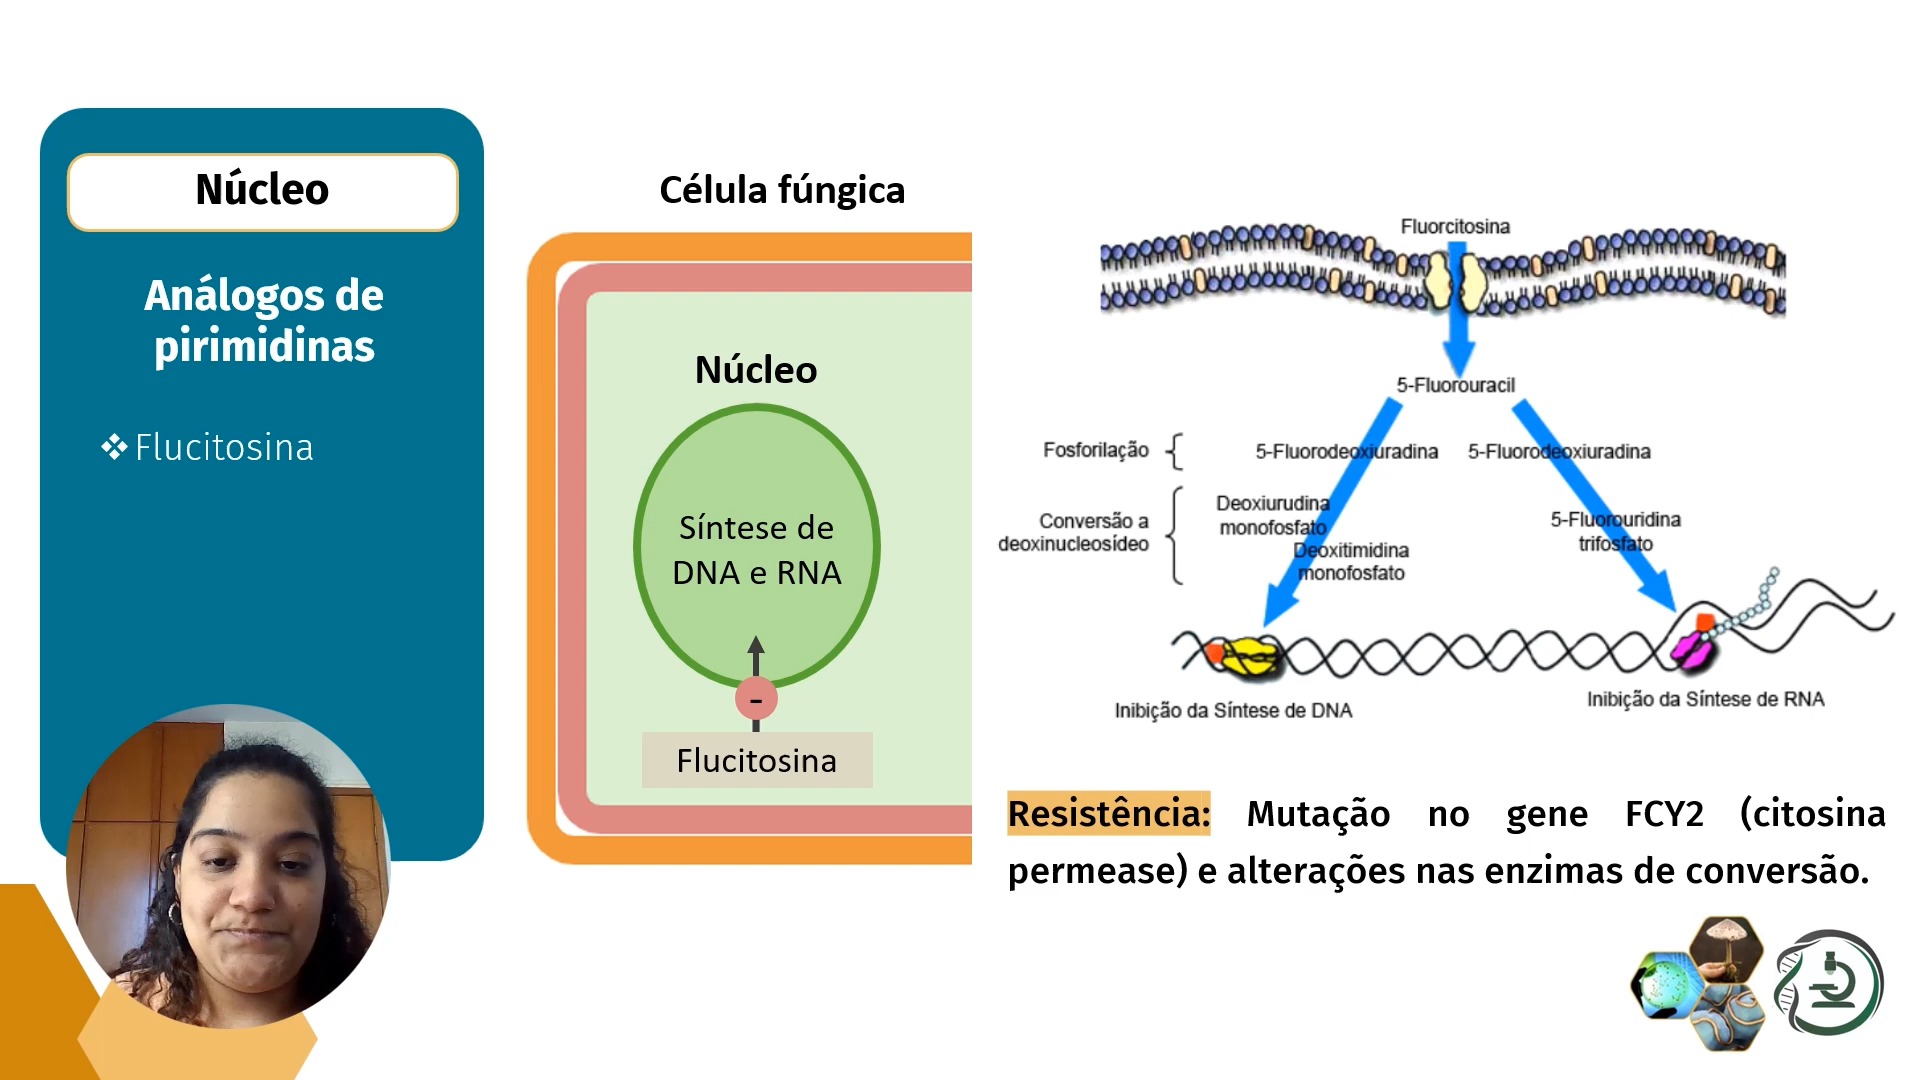 Núcleo
Análogos de
pirimidinas
❖ Flucitosina
Célula fúngica
Núcleo
Síntese de
DNA e RNA
-
Flucitosina
Fluorcitosina
5-Fluorouracil
Fosforilação
5-Fluorodeoxiuradina
5-Fluorodeoxiuradina
Conversão a
deoxinucleosídeo
Deoxiurudina
monofosfato
Deoxitimidina
monofosfato
5-Fluorouridina
trifosfato
Inibição da Síntese de DNA
Inibição da Síntese de RNA
Resistência: Mutação no gene FCY2 (citosina
permease) e alterações nas enzimas de conversão.